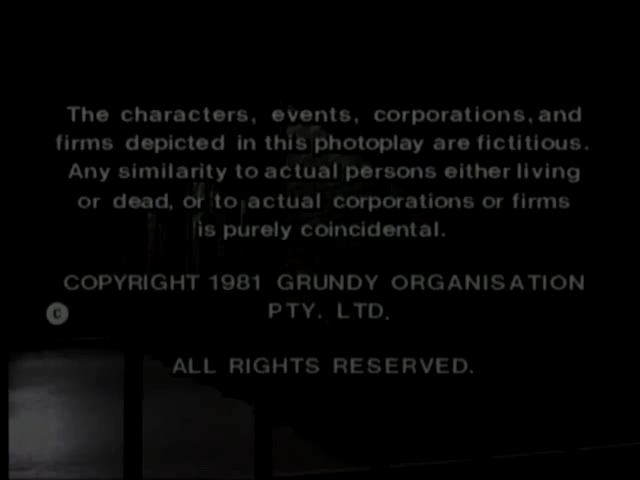 The characters, events, corporations, and
firms depicted in this photoplay are fictitious.
Any similarity to actual persons either living
or dead, or to actual corporations or firms
is purely coincidental.
COPYRIGHT 1981 GRUNDY ORGANISATION
© PTY. LTD.
ALL RIGHTS RESERVED.